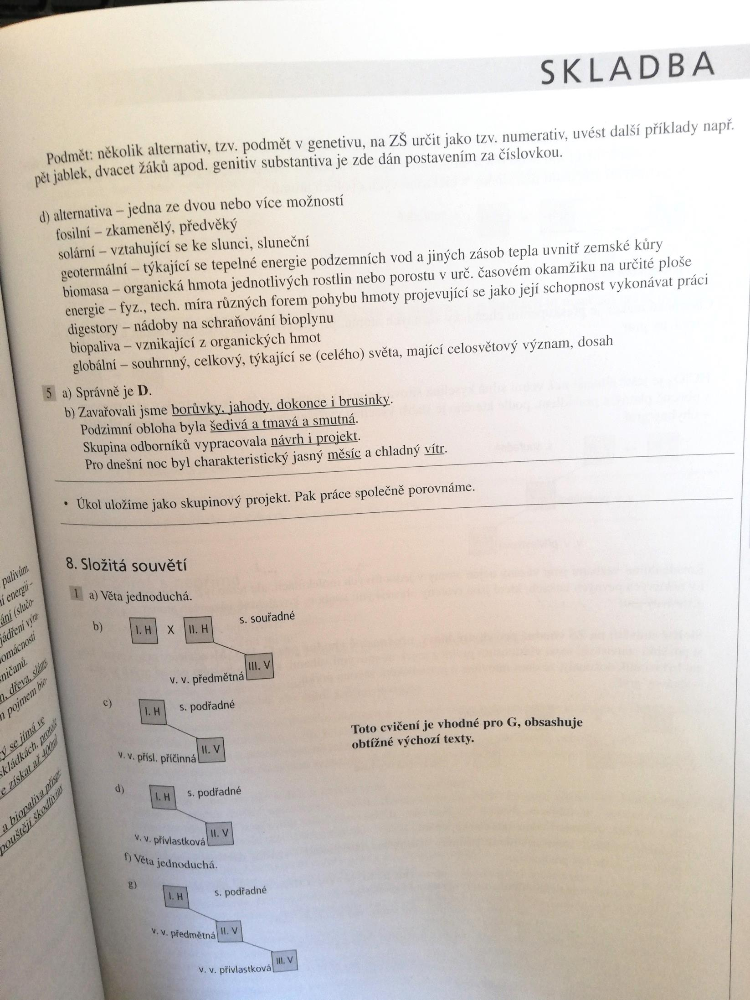 SKLADBA
Podmět: několik alternativ, tzv. podmět v genetivu, na ZŠ určit jako tzv. numerativ, uvést další příklady např.
pět jablek, dvacet žáků apod. genitiv substantiva je zde dán postavením za číslovkou.
d) alternativa – jedna ze dvou nebo více možností
fosilní – zkamenělý, předvěký
solární – vztahující se ke slunci, sluneční
geotermální – týkající se tepelné energie podzemních vod a jiných zásob tepla uvnitř zemské kůry
biomasa – organická hmota jednotlivých rostlin nebo porostu v urč. časovém okamžiku na určité ploše
energie – fyz., tech. míra různých forem pohybu hmoty projevující se jako její schopnost vykonávat práci
digestory – nádoby na schraňování bioplynu
biopaliva – vznikající z organických hmot
globální – souhrnný, celkový, týkající se (celého) světa, mající celosvětový význam, dosah
5 a) Správně je D.
b) Zavařovali jsme borůvky, jahody, dokonce i brusinky.
Podzimní obloha byla šedivá a tmavá a smutná.
Skupina odborníků vypracovala návrh i projekt.
Pro dnešní noc byl charakteristický jasný měsíc a chladný vítr.
• Úkol uložíme jako skupinový projekt. Pak práce společně porovnáme.
8. Složitá souvětí
1 a) Věta jednoduchá.
b) I. H X II. H s. souřadné
v. v. předmětná III. V
c) I. H s. podřadné
Toto cvičení je vhodné pro G, obsashuje
obtížné výchozí texty.
v. v. přísl. příčinná II. V
d) I. H s. podřadné
v. v. přívlastková II. V
f) Věta jednoduchá.
g) I. H s. podřadné
v. v. předmětná II. V
v. v. přívlastková III. V
palivům.
energii –
ání (slučo-
jádření výra-
omácností
n, dřeva, slámy,
pojmem bio-
se jímá ve
skládkách, protože
získat až 400ml
a biopaliva přispí-
pouštějí škodliviny